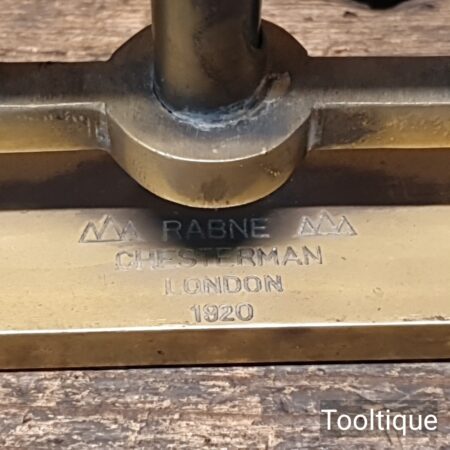 RABNE
CHESTERMAN
LONDON
1920
Tooltique